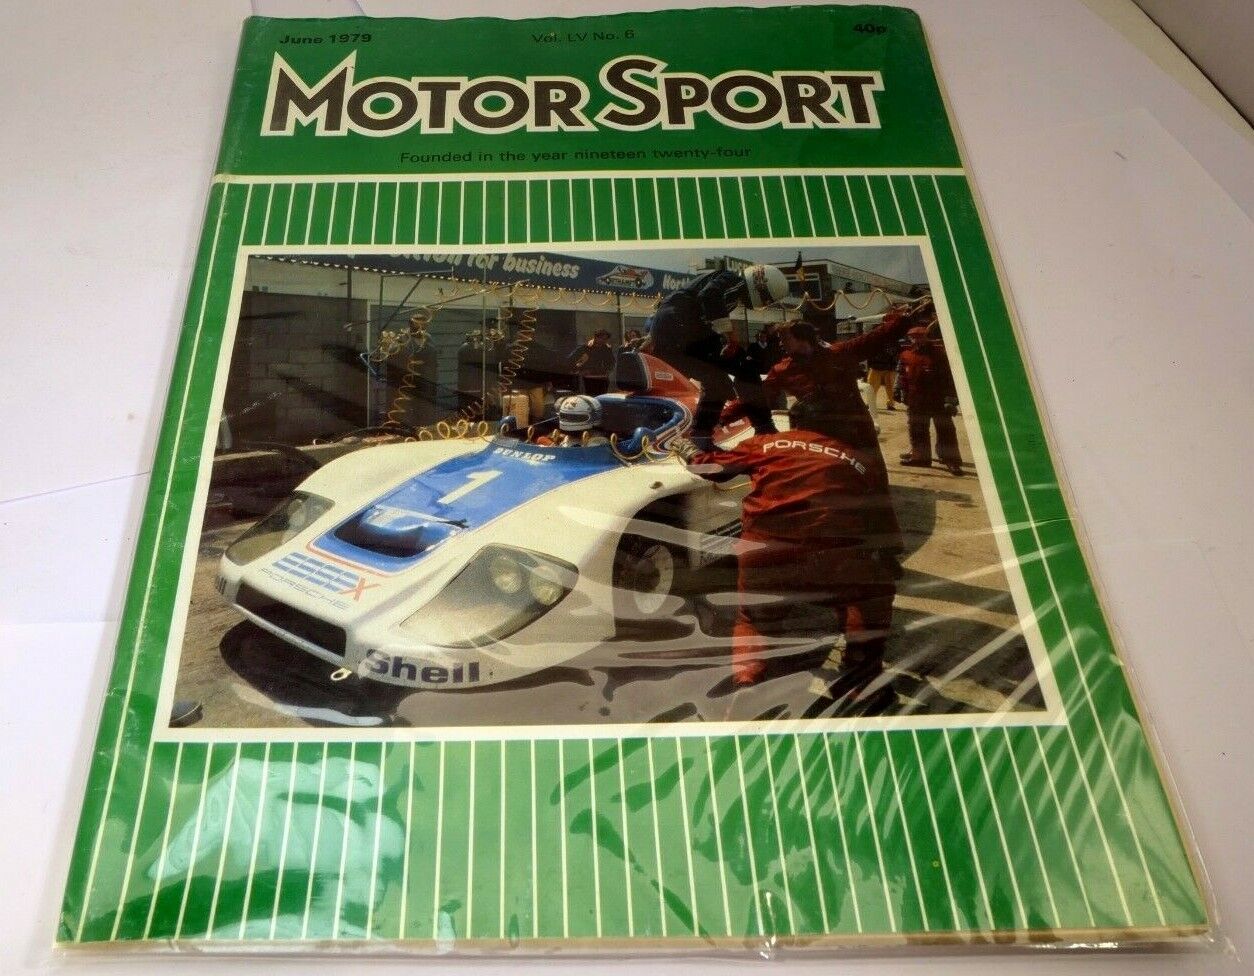 June 1979 Vol. LV No. 6 40p
MOTOR SPORT
Founded in the year nineteen twenty-four
for business
DUNLOP
1
PORSCHE
ESSEX
PORSCHE
Shell